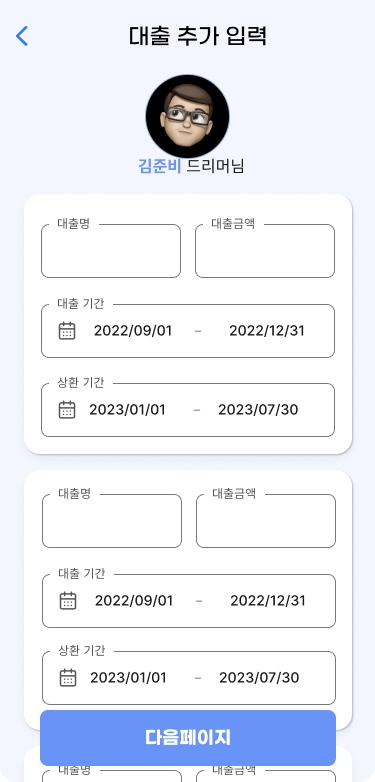 대출 추가 입력
김준비 드리머님
대출명 대출금액
대출 기간
2022/09/01 – 2022/12/31
상환 기간
2023/01/01 – 2023/07/30
대출명 대출금액
대출 기간
2022/09/01 – 2022/12/31
상환 기간
2023/01/01 – 2023/07/30
다음페이지
대출명 대출금액